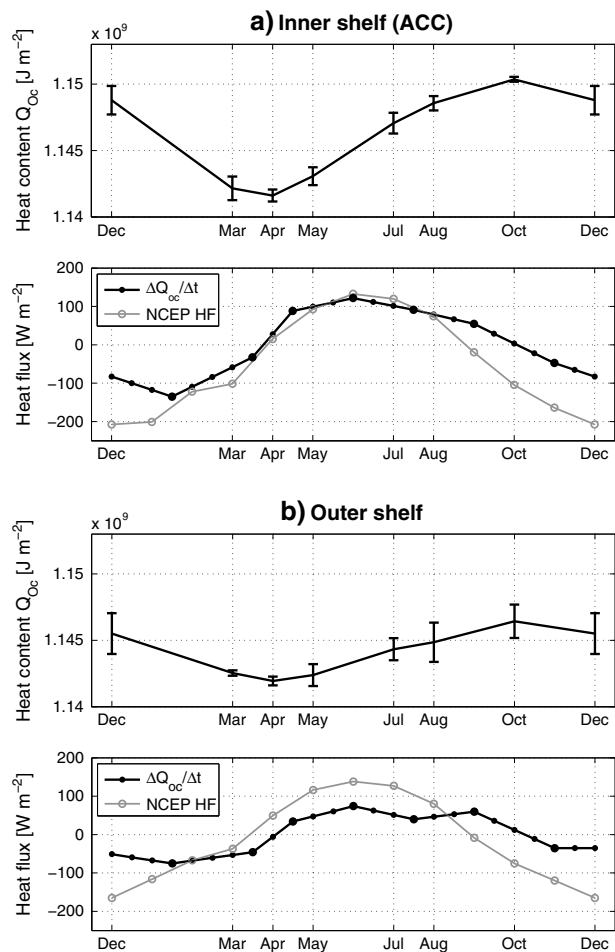 a) Inner shelf (ACC)
x 10⁹
Heat content Q_Oc [J m⁻²]
1.15
1.145
1.14
Dec Mar Apr May Jul Aug Oct Dec
Heat flux [W m⁻²]
200
100
0
−100
−200
ΔQ_oc/Δt
NCEP HF
Dec Mar Apr May Jul Aug Oct Dec
b) Outer shelf
x 10⁹
Heat content Q_Oc [J m⁻²]
1.15
1.145
1.14
Dec Mar Apr May Jul Aug Oct Dec
Heat flux [W m⁻²]
200
100
0
−100
−200
ΔQ_oc/Δt
NCEP HF
Dec Mar Apr May Jul Aug Oct Dec